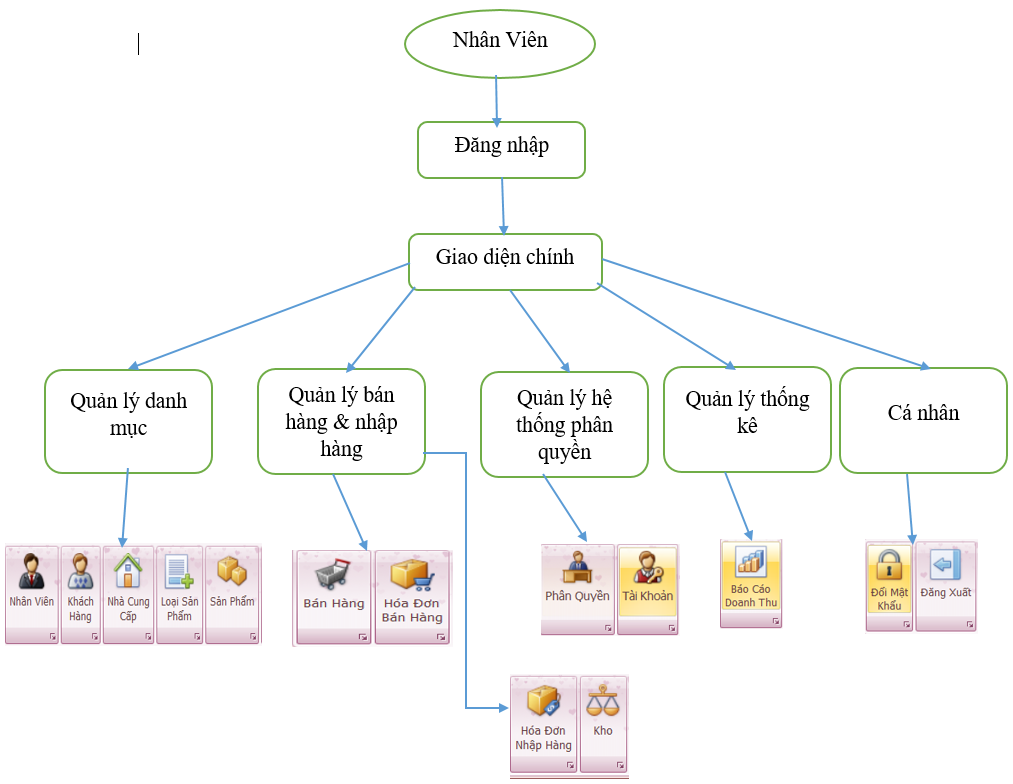 Nhân Viên
Đăng nhập
Giao diện chính
Quản lý danh
mục
Quản lý bán
hàng & nhập
hàng
Quản lý hệ
thống phân
quyền
Quản lý thống
kê
Cá nhân
Nhân Viên
Khách
Hàng
Nhà Cung
Cấp
Loại Sản
Phẩm
Sản Phẩm
Bán Hàng
Hóa Đơn
Bán Hàng
Phân Quyền
Tài Khoản
Báo Cáo
Doanh Thu
Đổi Mật
Khẩu
Đăng Xuất
Hóa Đơn
Nhập Hàng
Kho